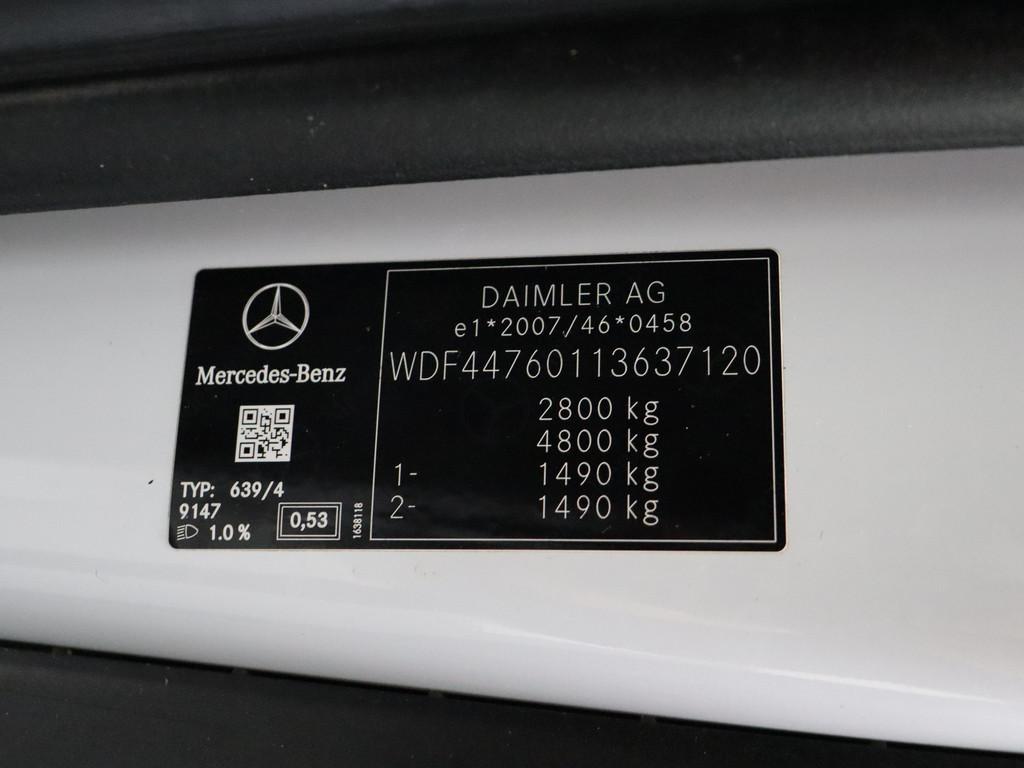 Mercedes-Benz
TYP: 639/4
9147
1.0 %
0,53
1638118
DAIMLER AG
e1*2007/46*0458
WDF44760113637120
2800 kg
4800 kg
1- 1490 kg
2- 1490 kg